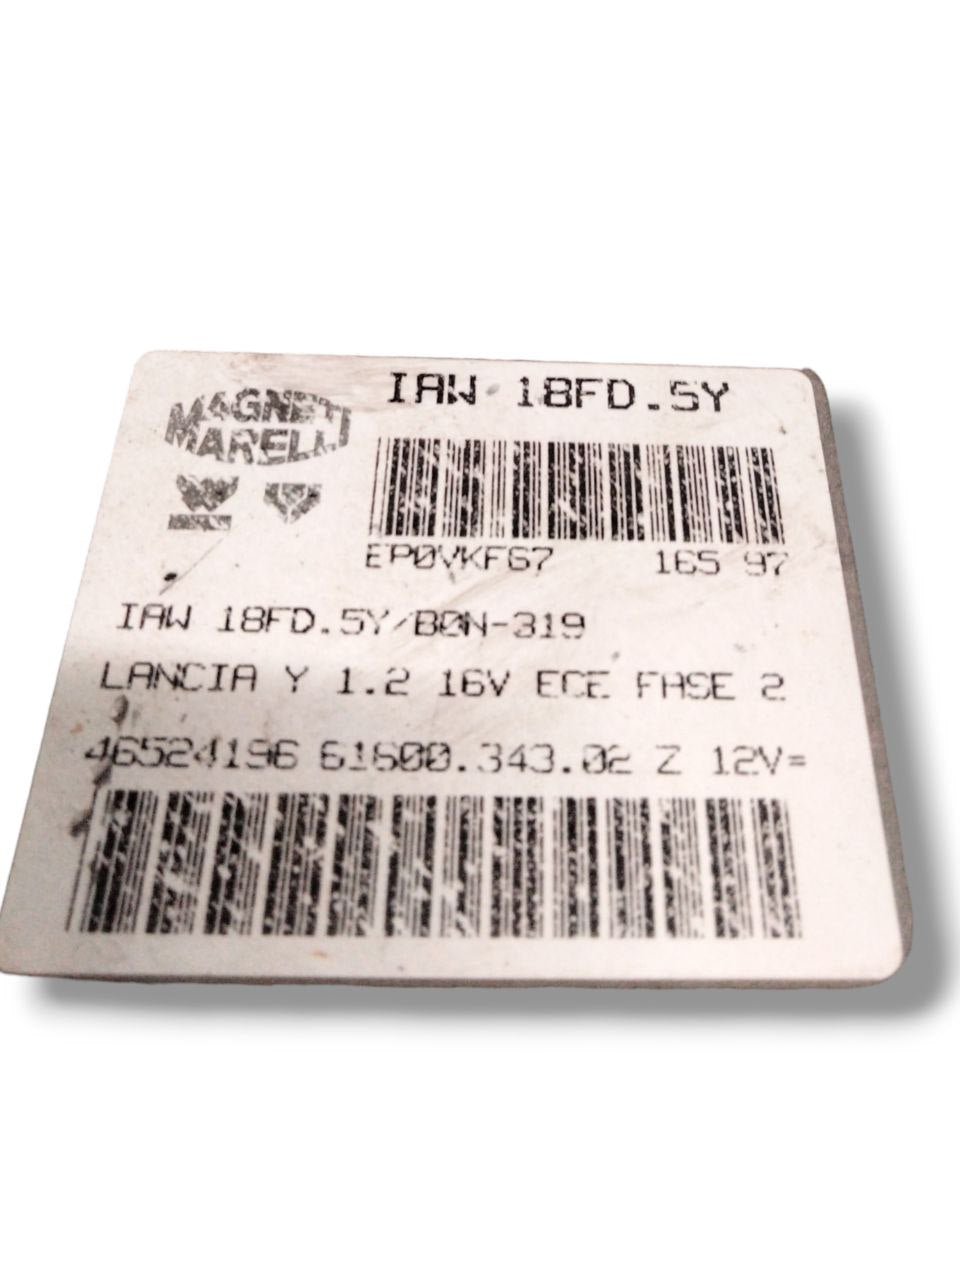 IAW 18FD.5Y
MAGNETI
MARELLI
EP0VKF67 165 97
IAW 18FD.5Y/B0N-319
LANCIA Y 1.2 16V ECE FASE 2
46524196 61600.343.02 Z 12V=